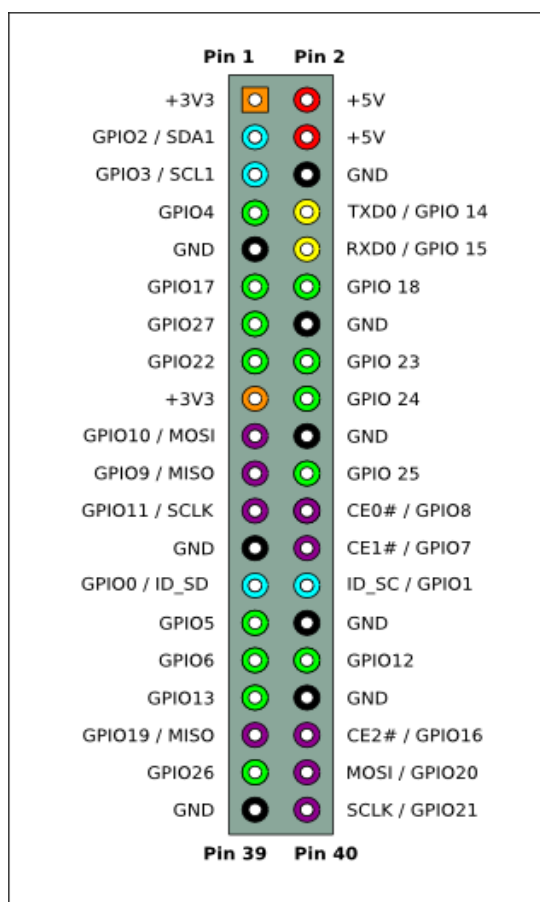 Pin 1 Pin 2
+3V3 +5V
GPIO2 / SDA1 +5V
GPIO3 / SCL1 GND
GPIO4 TXD0 / GPIO 14
GND RXD0 / GPIO 15
GPIO17 GPIO 18
GPIO27 GND
GPIO22 GPIO 23
+3V3 GPIO 24
GPIO10 / MOSI GND
GPIO9 / MISO GPIO 25
GPIO11 / SCLK CE0# / GPIO8
GND CE1# / GPIO7
GPIO0 / ID_SD ID_SC / GPIO1
GPIO5 GND
GPIO6 GPIO12
GPIO13 GND
GPIO19 / MISO CE2# / GPIO16
GPIO26 MOSI / GPIO20
GND SCLK / GPIO21
Pin 39 Pin 40